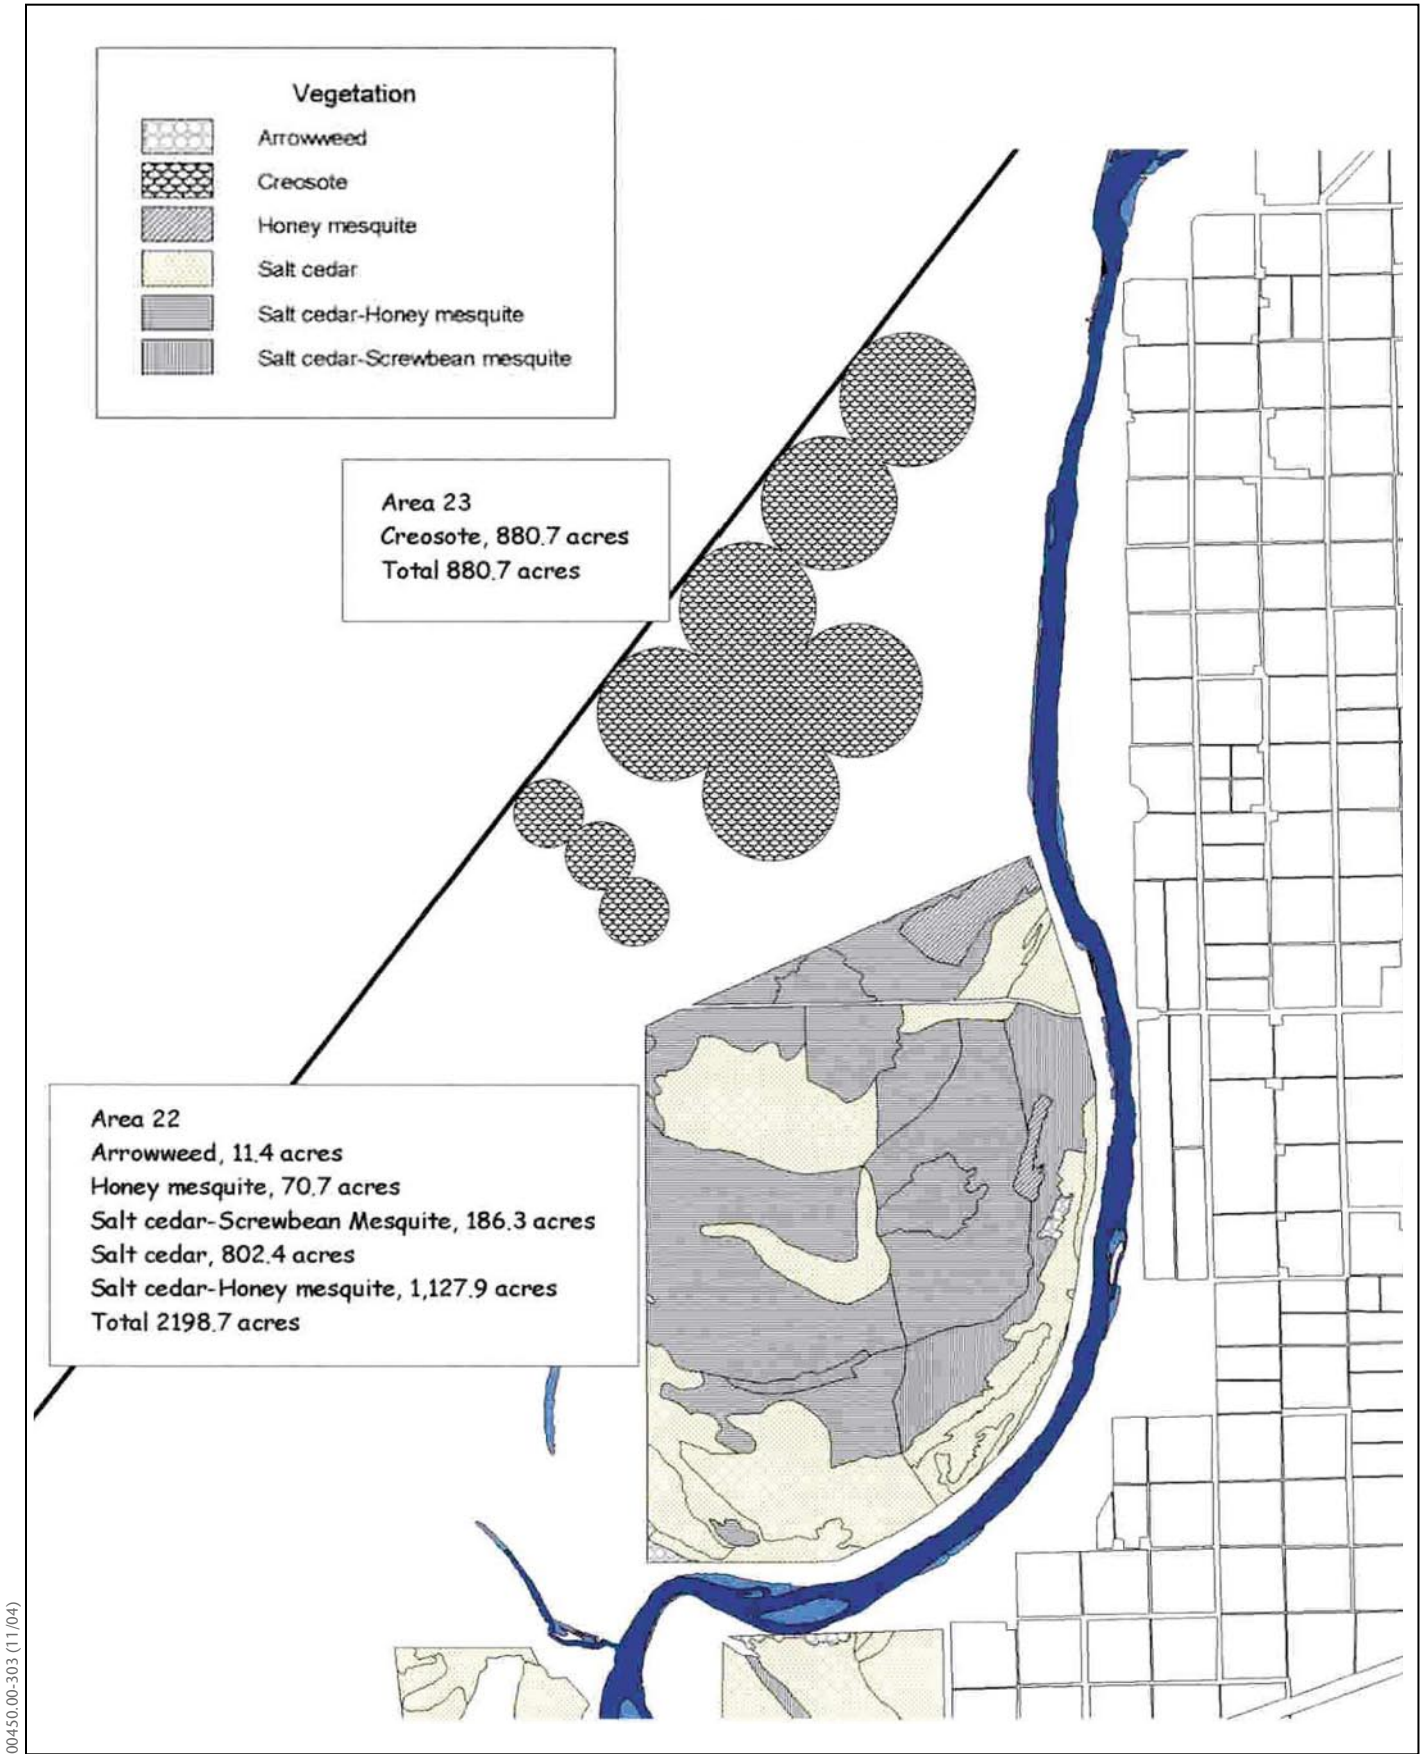 Vegetation
Arrowweed
Creosote
Honey mesquite
Salt cedar
Salt cedar-Honey mesquite
Salt cedar-Screwbean mesquite
Area 23
Creosote, 880.7 acres
Total 880.7 acres
Area 22
Arrowweed, 11.4 acres
Honey mesquite, 70.7 acres
Salt cedar-Screwbean Mesquite, 186.3 acres
Salt cedar, 802.4 acres
Salt cedar-Honey mesquite, 1,127.9 acres
Total 2198.7 acres
00450.00-303 (11/04)